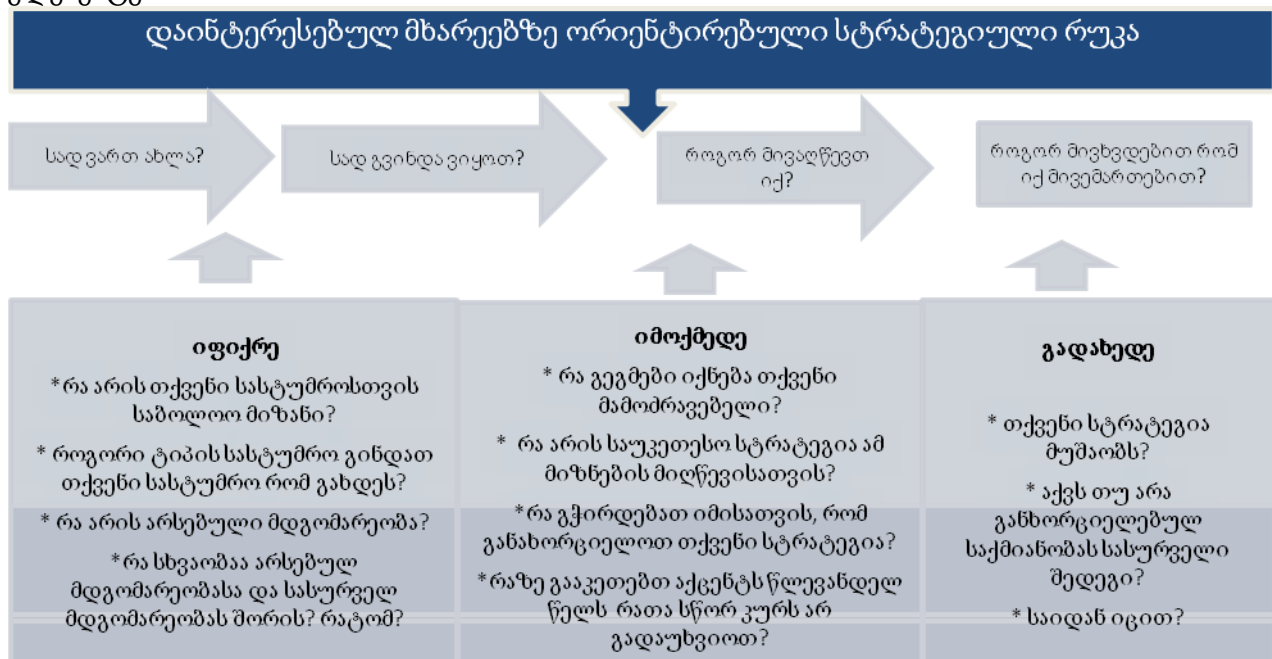 დაინტერესებულ მხარეებზე ორიენტირებული სტრატეგიული რუკა
სად ვართ ახლა?
სად გვინდა ვიყოთ?
როგორ მივაღწევთ
იქ?
როგორ მივხვდებით რომ
იქ მივემართებით?
იფიქრე
*რა არის თქვენი სასტუმროსთვის
საბოლოო მიზანი?
* როგორი ტიპის სასტუმრო გინდათ
თქვენი სასტუმრო რომ გახდეს?
* რა არის არსებული მდგომარეობა?
*რა სხვაობაა არსებულ
მდგომარეობასა და სასურველ
მდგომარეობას შორის? რატომ?
იმოქმედე
* რა გეგმები იქნება თქვენი
მამოძრავებელი?
* რა არის საუკეთესო სტრატეგია ამ
მიზნების მიღწევისათვის?
*რა გჭირდებათ იმისათვის, რომ
განახორციელოთ თქვენი სტრატეგია?
*რაზე გააკეთებთ აქცენტს წლევანდელ
წელს რათა სწორ კურს არ
გადაუხვიოთ?
გადახედე
* თქვენი სტრატეგია
მუშაობს?
* აქვს თუ არა
განხორციელებულ
საქმიანობას სასურველი
შედეგი?
* საიდან იცით?